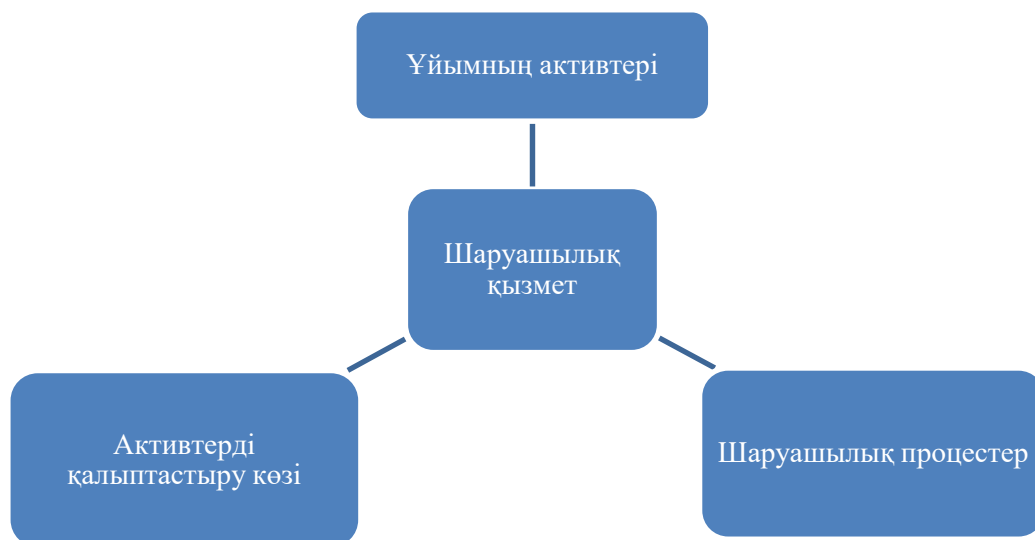 Ұйымның активтері
Шаруашылық
қызмет
Активтерді
қалыптастыру көзі
Шаруашылық процестер